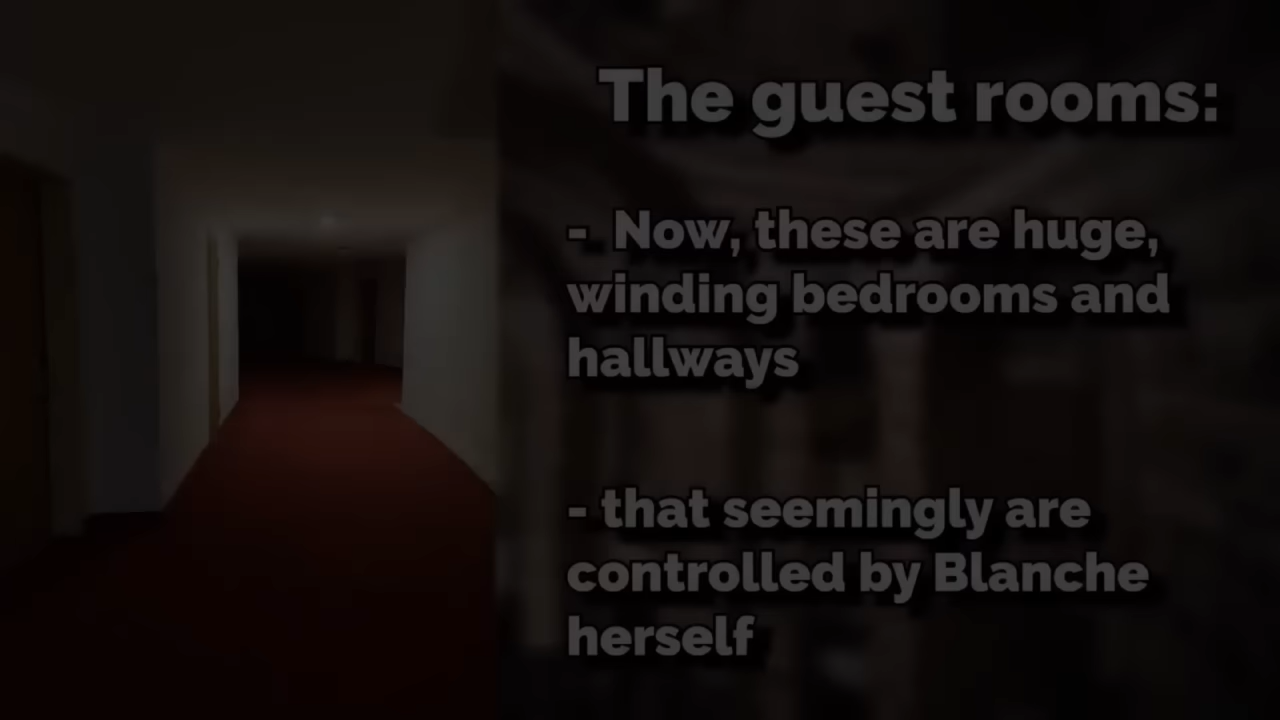 The guest rooms:
- Now, these are huge,
winding bedrooms and
hallways
- that seemingly are
controlled by Blanche
herself